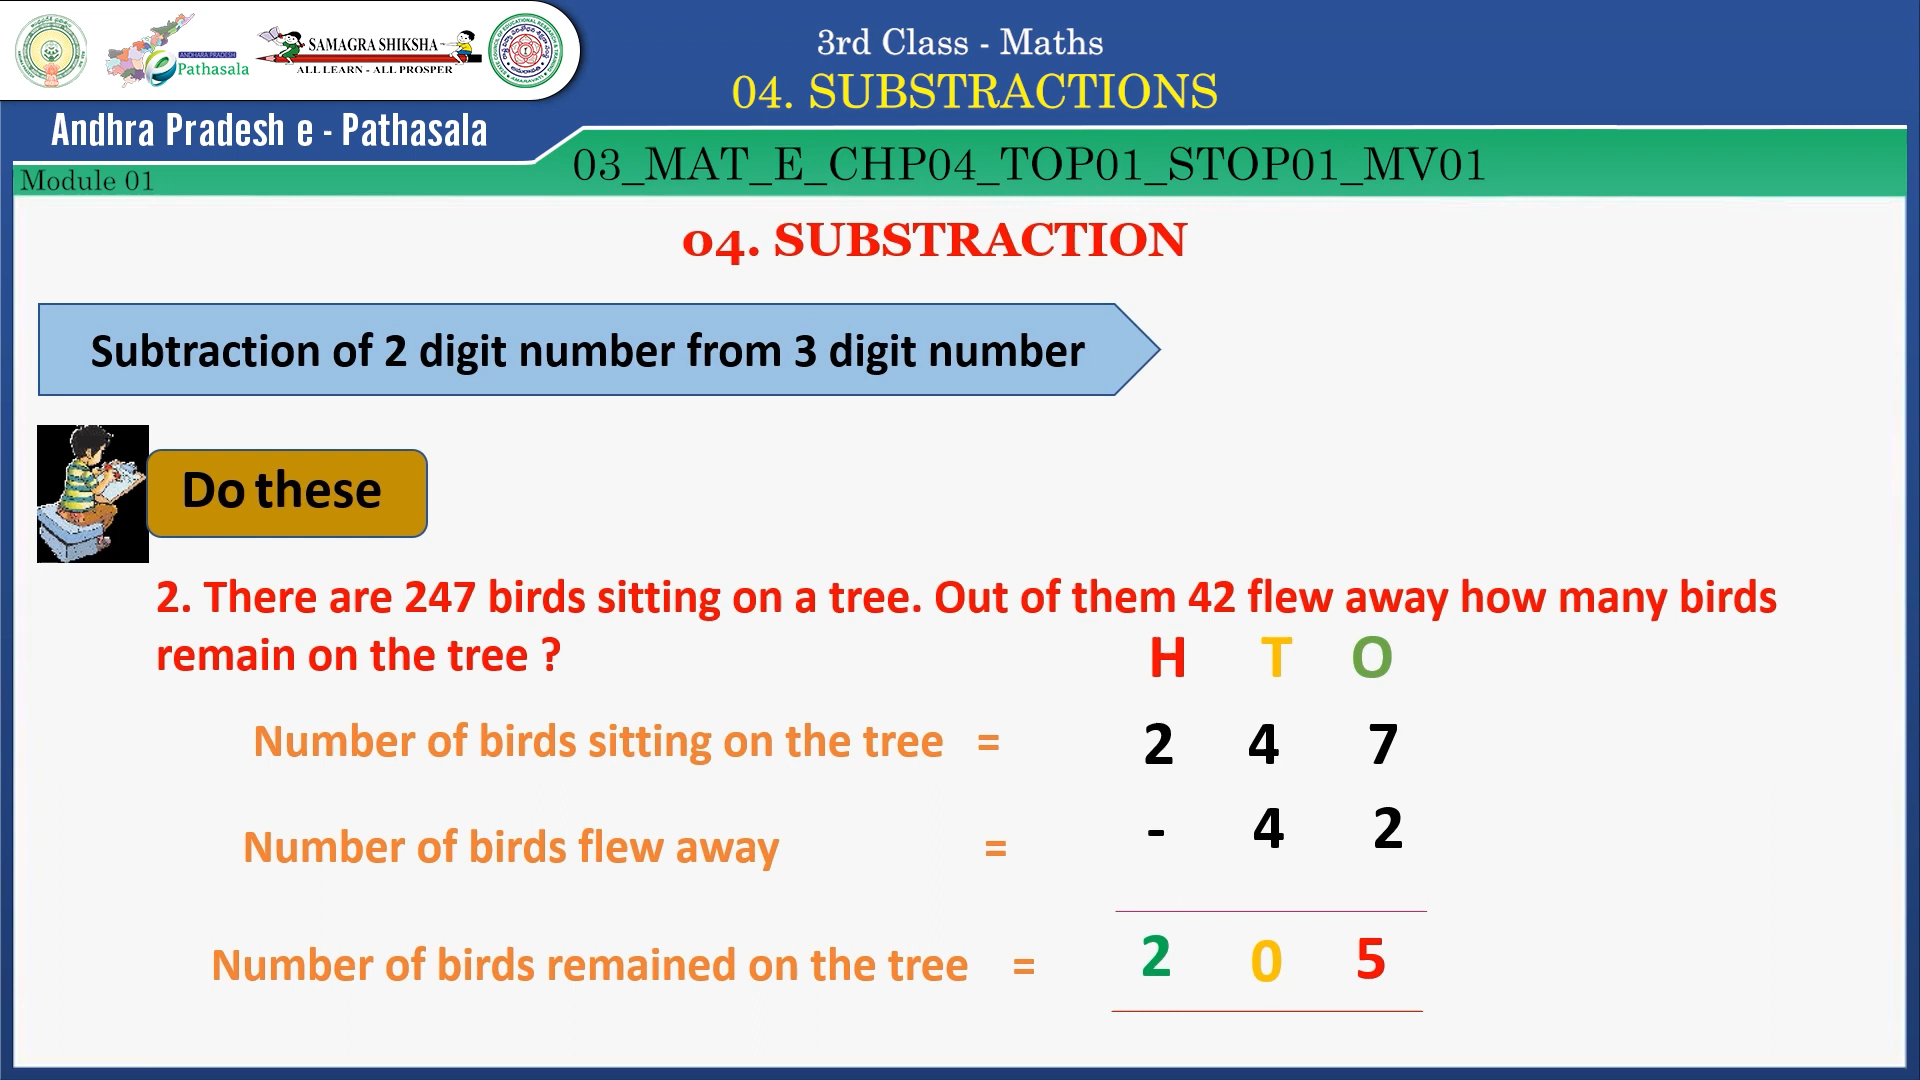 ANDHRA PRADESH
e Pathasala
SAMAGRA SHIKSHA
ALL LEARN - ALL PROSPER
3rd Class - Maths
04. SUBSTRACTIONS
Andhra Pradesh e - Pathasala
03_MAT_E_CHP04_TOP01_STOP01_MV01
Module 01
04. SUBSTRACTION
Subtraction of 2 digit number from 3 digit number
Do these
2. There are 247 birds sitting on a tree. Out of them 42 flew away how many birds
remain on the tree ?
H T O
Number of birds sitting on the tree = 2 4 7
Number of birds flew away = - 4 2
Number of birds remained on the tree = 2 0 5